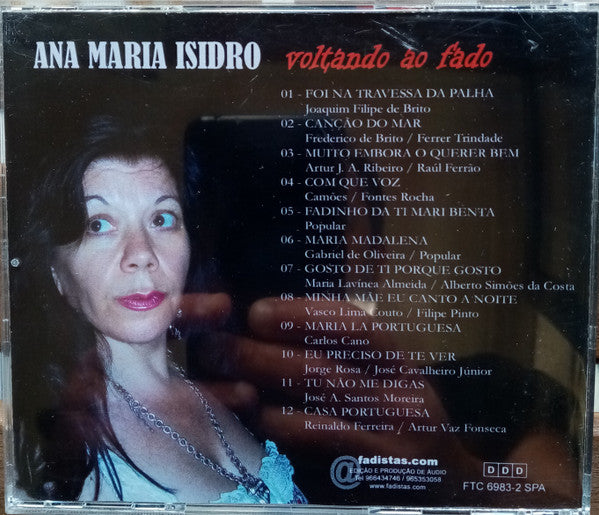 ANA MARIA ISIDRO voltando ao fado
01 - FOI NA TRAVESSA DA PALHA
Joaquim Filipe de Brito
02 - CANÇÃO DO MAR
Frederico de Brito / Ferrer Trindade
03 - MUITO EMBORA O QUERER BEM
Artur J. A. Ribeiro / Raúl Ferrão
04 - COM QUE VOZ
Camões / Fontes Rocha
05 - FADINHO DA TI MARI BENTA
Popular
06 - MARIA MADALENA
Gabriel de Oliveira / Popular
07 - GOSTO DE TI PORQUE GOSTO
Maria Lavínea Almeida / Alberto Simões da Costa
08 - MINHA MÃE EU CANTO A NOITE
Vasco Lima Couto / Filipe Pinto
09 - MARIA LA PORTUGUESA
Carlos Cano
10 - EU PRECISO DE TE VER
Jorge Rosa / José Cavalheiro Júnior
11 - TU NÃO ME DIGAS
José A. Santos Moreira
12 - CASA PORTUGUESA
Reinaldo Ferreira / Artur Vaz Fonseca
@ fadistas.com
EDIÇÃO E PRODUÇÃO DE ÁUDIO
Tel 966434746 / 965353058
www.fadistas.com
DDD
FTC 6983-2 SPA